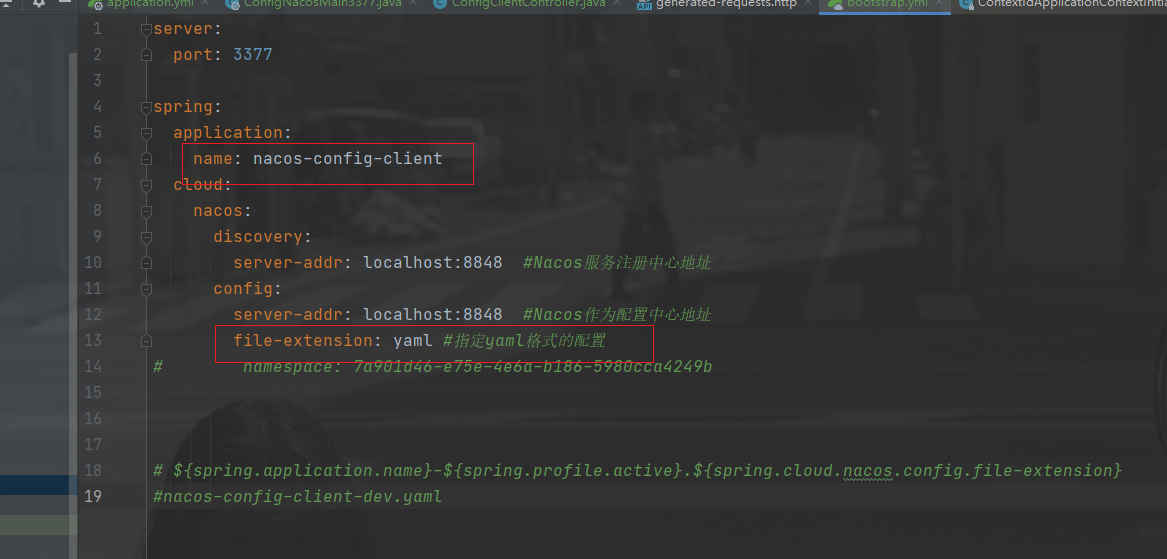 application.yml ConfigNacosMain3377.java ConfigClientController.java generated-requests.http bootstrap.yml ContextIdApplicationContextInitia
1 server:
2 port: 3377
3
4 spring:
5 application:
6 name: nacos-config-client
7 cloud:
8 nacos:
9 discovery:
10 server-addr: localhost:8848 #Nacos服务注册中心地址
11 config:
12 server-addr: localhost:8848 #Nacos作为配置中心地址
13 file-extension: yaml #指定yaml格式的配置
14 # namespace: 7a901d46-e75e-4e6a-b186-5980cca4249b
15
16
17
18 # ${spring.application.name}-${spring.profile.active}.${spring.cloud.nacos.config.file-extension}
19 #nacos-config-client-dev.yaml